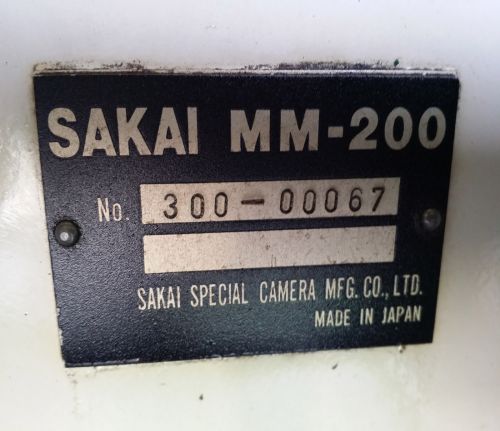 SAKAI MM-200
No. 300-00067
SAKAI SPECIAL CAMERA MFG. CO., LTD.
MADE IN JAPAN